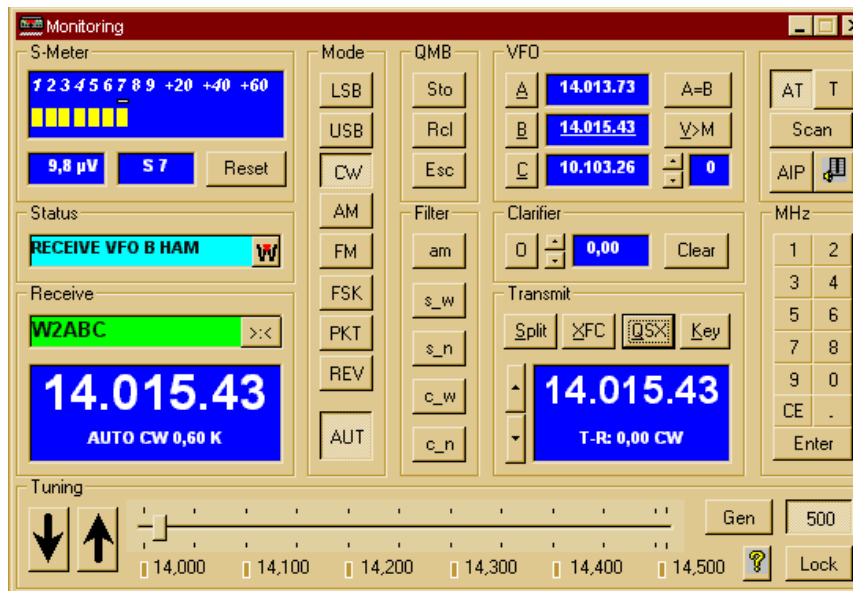 Monitoring
S-Meter
1 2 3 4 5 6 7 8 9 +20 +40 +60
9,8 µV S 7 Reset
Status
RECEIVE VFO B HAM W
Receive
W2ABC >:<
14.015.43
AUTO CW 0,60 K
Mode
LSB
USB
CW
AM
FM
FSK
PKT
REV
AUT
QMB
Sto
Rcl
Esc
Filter
am
s_w
s_n
c_w
c_n
VFO
A 14.013.73 A=B
B 14.015.43 V>M
C 10.103.26 0
Clarifier
0 0,00 Clear
Transmit
Split XFC QSX Key
14.015.43
T-R: 0,00 CW
AT T
Scan
AIP
MHz
1 2
3 4
5 6
7 8
9 0
CE .
Enter
Tuning
Gen 500
14,000 14,100 14,200 14,300 14,400 14,500 ? Lock